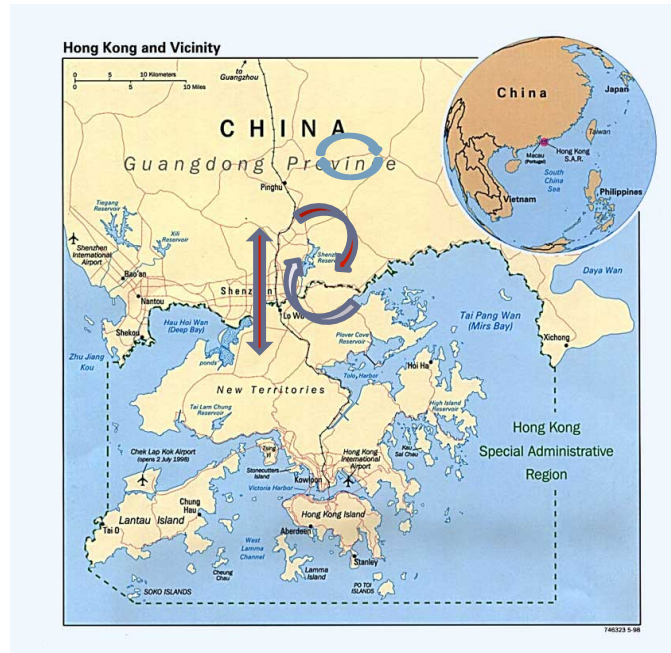 Hong Kong and Vicinity
0 5 10 Kilometers
0 5 10 Miles
to
Guangzhou
CHINA
Guangdong Province
Pinghu
Tiegang
Reservoir
Xili
Reservoir
Shenzhen
International
Airport
Bao'an
Nantou
Shekou
Shenzhen
Lo Wu
Hau Hoi Wan
(Deep Bay)
Zhu Jiang
Kou
ponds
New Territories
Tai Lam Chung
Reservoir
Plover Cove
Reservoir
Tolo Harbor
Hoi Ha
High Island
Reservoir
Kau
Sai Chau
Tai Pang Wan
(Mirs Bay)
Daya Wan
Xichong
Hong Kong
Special Administrative
Region
Chek Lap Kok Airport
(opens 2 July 1998)
Tsing
Stonecutters
Island
Kowloon
Hong Kong
International
Airport
Victoria Harbor
Chung
Hau
Lantau Island
Tai O
Hong Kong Island
Aberdeen
Stanley
West
Lamma
Channel
Cheung
Chau
Lamma
Island
PO TOI
ISLANDS
SOKO ISLANDS
China
Japan
Taiwan
Macau
(Portugal)
Hong Kong
S.A.R.
South
China
Sea
Vietnam
Philippines
746323 5-98